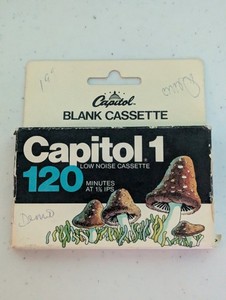 Capitol
BLANK CASSETTE
Capitol 1
LOW NOISE CASSETTE
120
MINUTES
AT 1⅞ IPS